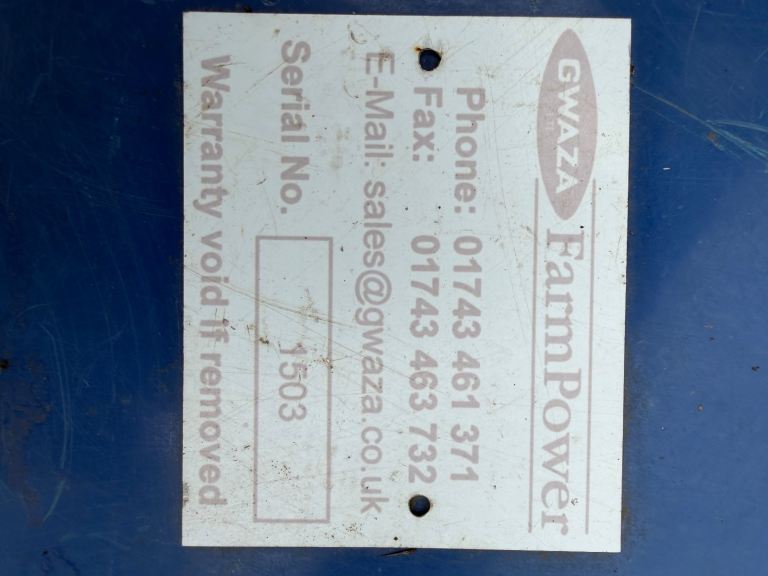 GWAZA FarmPower
Phone: 01743 461 371
Fax: 01743 463 732
E-Mail: sales@gwaza.co.uk
Serial No. 1503
Warranty void if removed